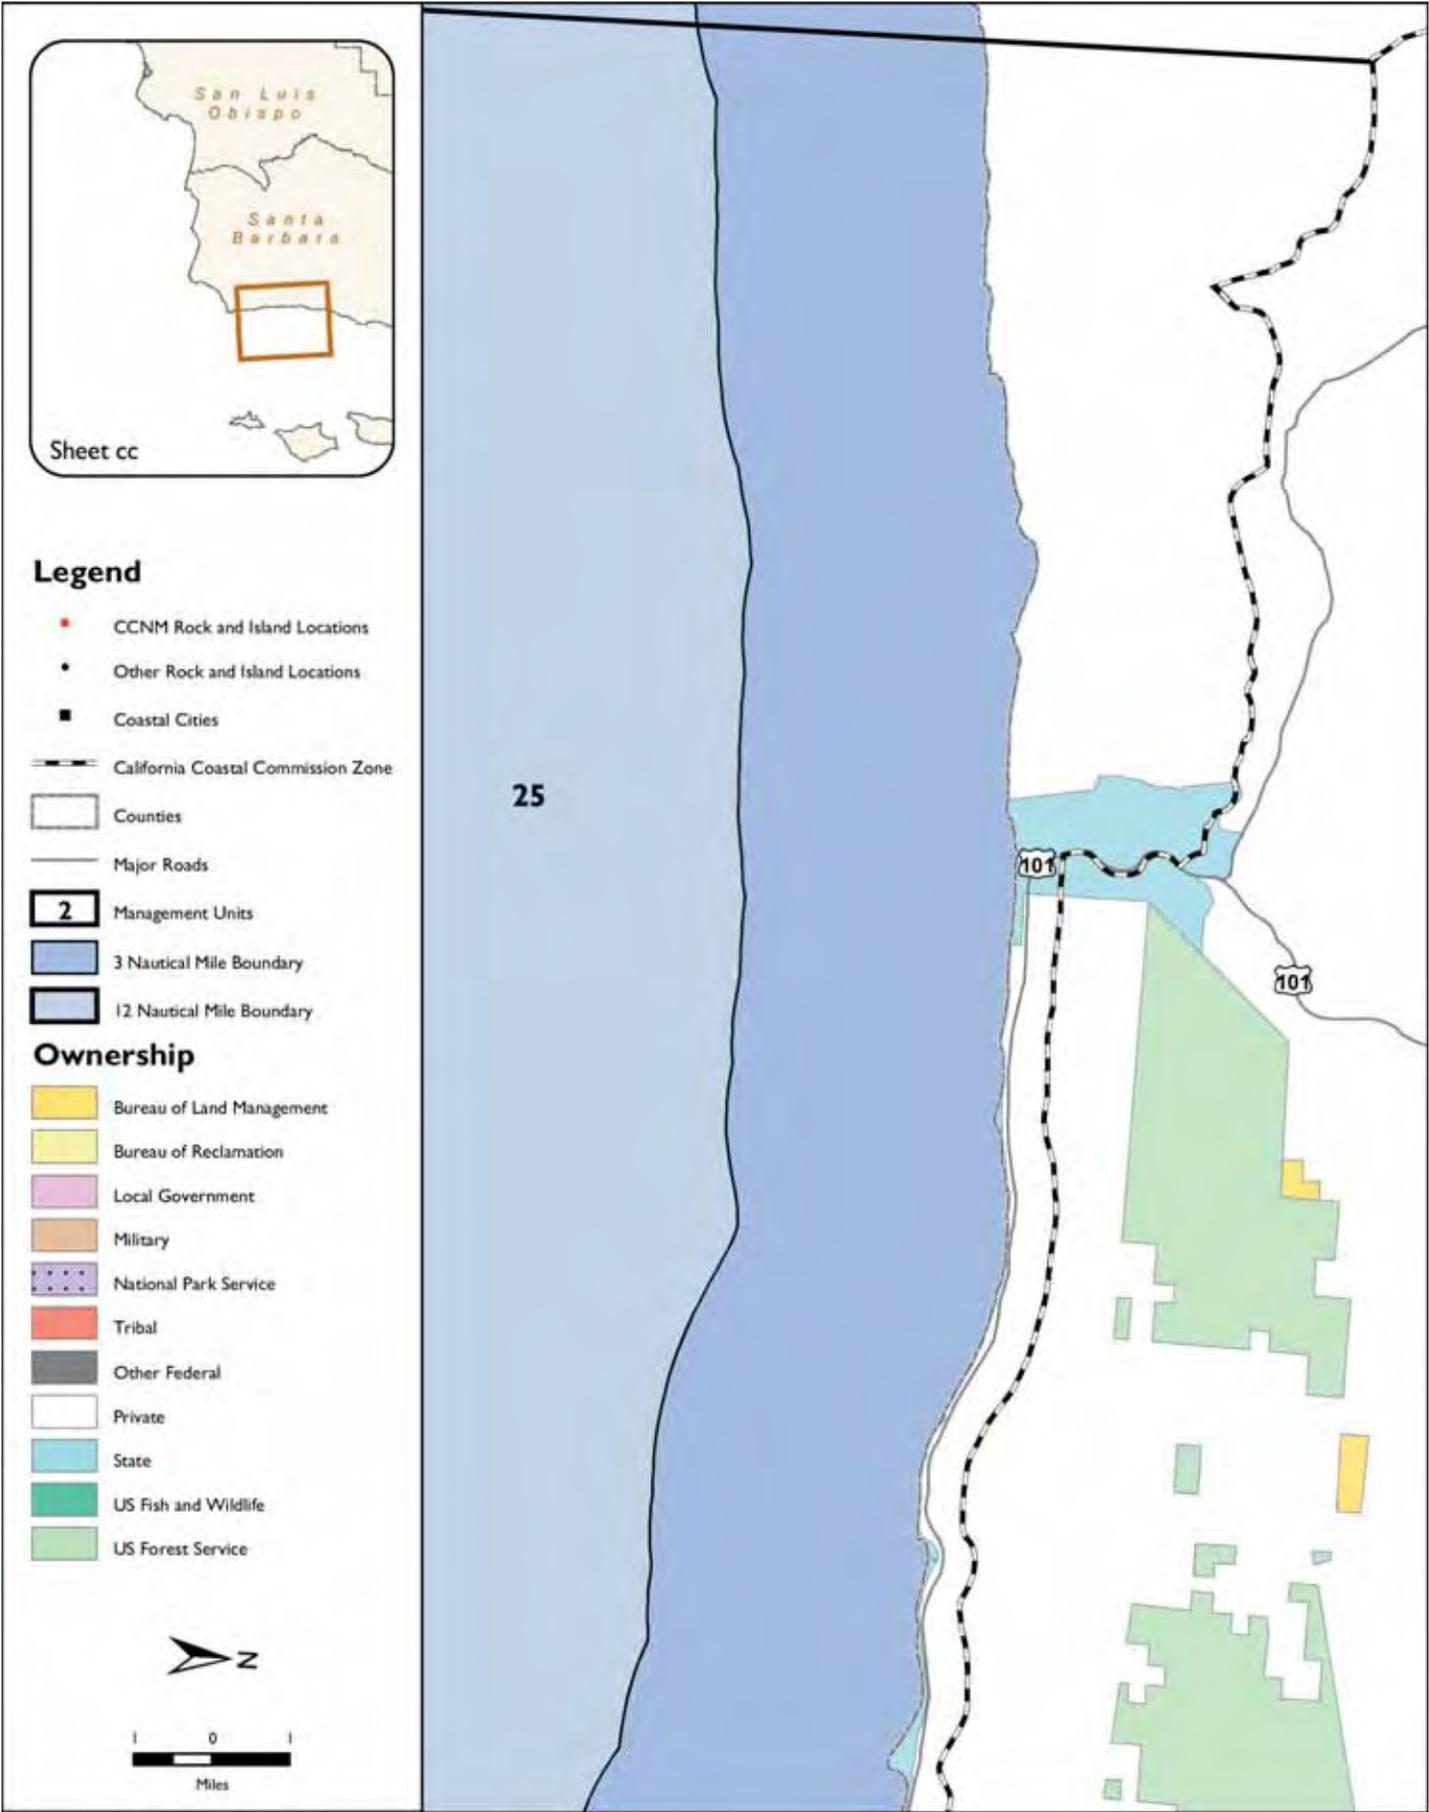 San Luis
Obispo
Santa
Barbara
Sheet cc
Legend
CCNM Rock and Island Locations
Other Rock and Island Locations
Coastal Cities
California Coastal Commission Zone
Counties
Major Roads
2
Management Units
3 Nautical Mile Boundary
12 Nautical Mile Boundary
Ownership
Bureau of Land Management
Bureau of Reclamation
Local Government
Military
National Park Service
Tribal
Other Federal
Private
State
US Fish and Wildlife
US Forest Service
N
1 0 1
Miles
25
101
101